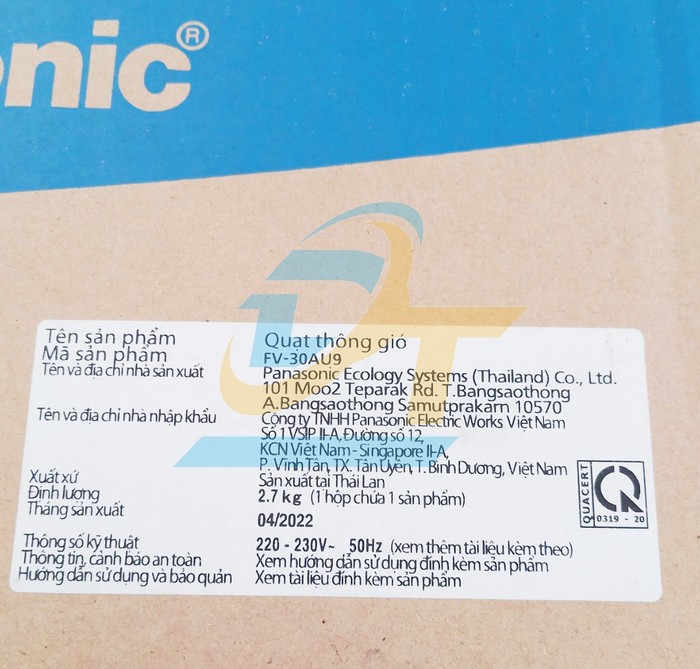 onic®
DT
Tên sản phẩm Quạt thông gió
Mã sản phẩm FV-30AU9
Tên và địa chỉ nhà sản xuất Panasonic Ecology Systems (Thailand) Co., Ltd.
101 Moo2 Teparak Rd. T.Bangsaothong
A.Bangsaothong Samutprakarn 10570
Tên và địa chỉ nhà nhập khẩu Công ty TNHH Panasonic Electric Works Việt Nam
Số 1 VSIP II-A, Đường số 12,
KCN Việt Nam - Singapore II-A,
P. Vĩnh Tân, TX. Tân Uyên, T. Bình Dương, Việt Nam
Xuất xứ Sản xuất tại Thái Lan
Định lượng 2.7 kg (1 hộp chứa 1 sản phẩm)
Tháng sản xuất 04/2022
Thông số kỹ thuật 220 - 230V~ 50Hz (xem thêm tài liệu kèm theo)
Thông tin, cảnh báo an toàn Xem hướng dẫn sử dụng đính kèm sản phẩm
Hướng dẫn sử dụng và bảo quản Xem tài liệu đính kèm sản phẩm
QUACERT
0319 - 20